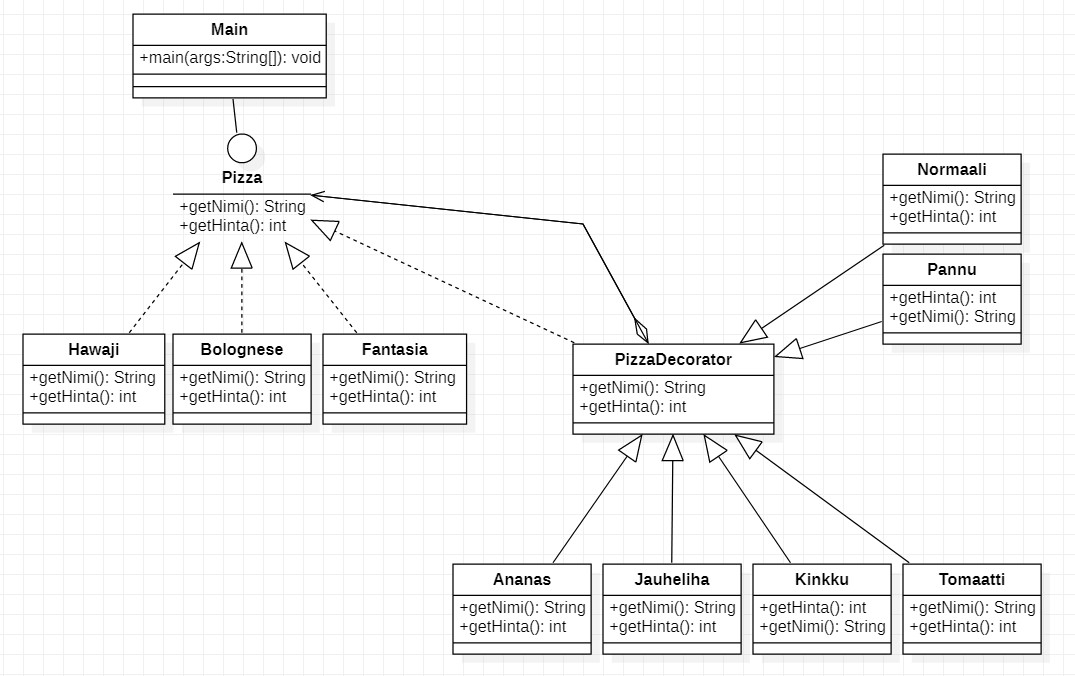 Main
+main(args:String[]): void
Pizza
+getNimi(): String
+getHinta(): int
Normaali
+getNimi(): String
+getHinta(): int
Pannu
+getHinta(): int
+getNimi(): String
Hawaji
+getNimi(): String
+getHinta(): int
Bolognese
+getNimi(): String
+getHinta(): int
Fantasia
+getNimi(): String
+getHinta(): int
PizzaDecorator
+getNimi(): String
+getHinta(): int
Ananas
+getNimi(): String
+getHinta(): int
Jauheliha
+getNimi(): String
+getHinta(): int
Kinkku
+getHinta(): int
+getNimi(): String
Tomaatti
+getNimi(): String
+getHinta(): int